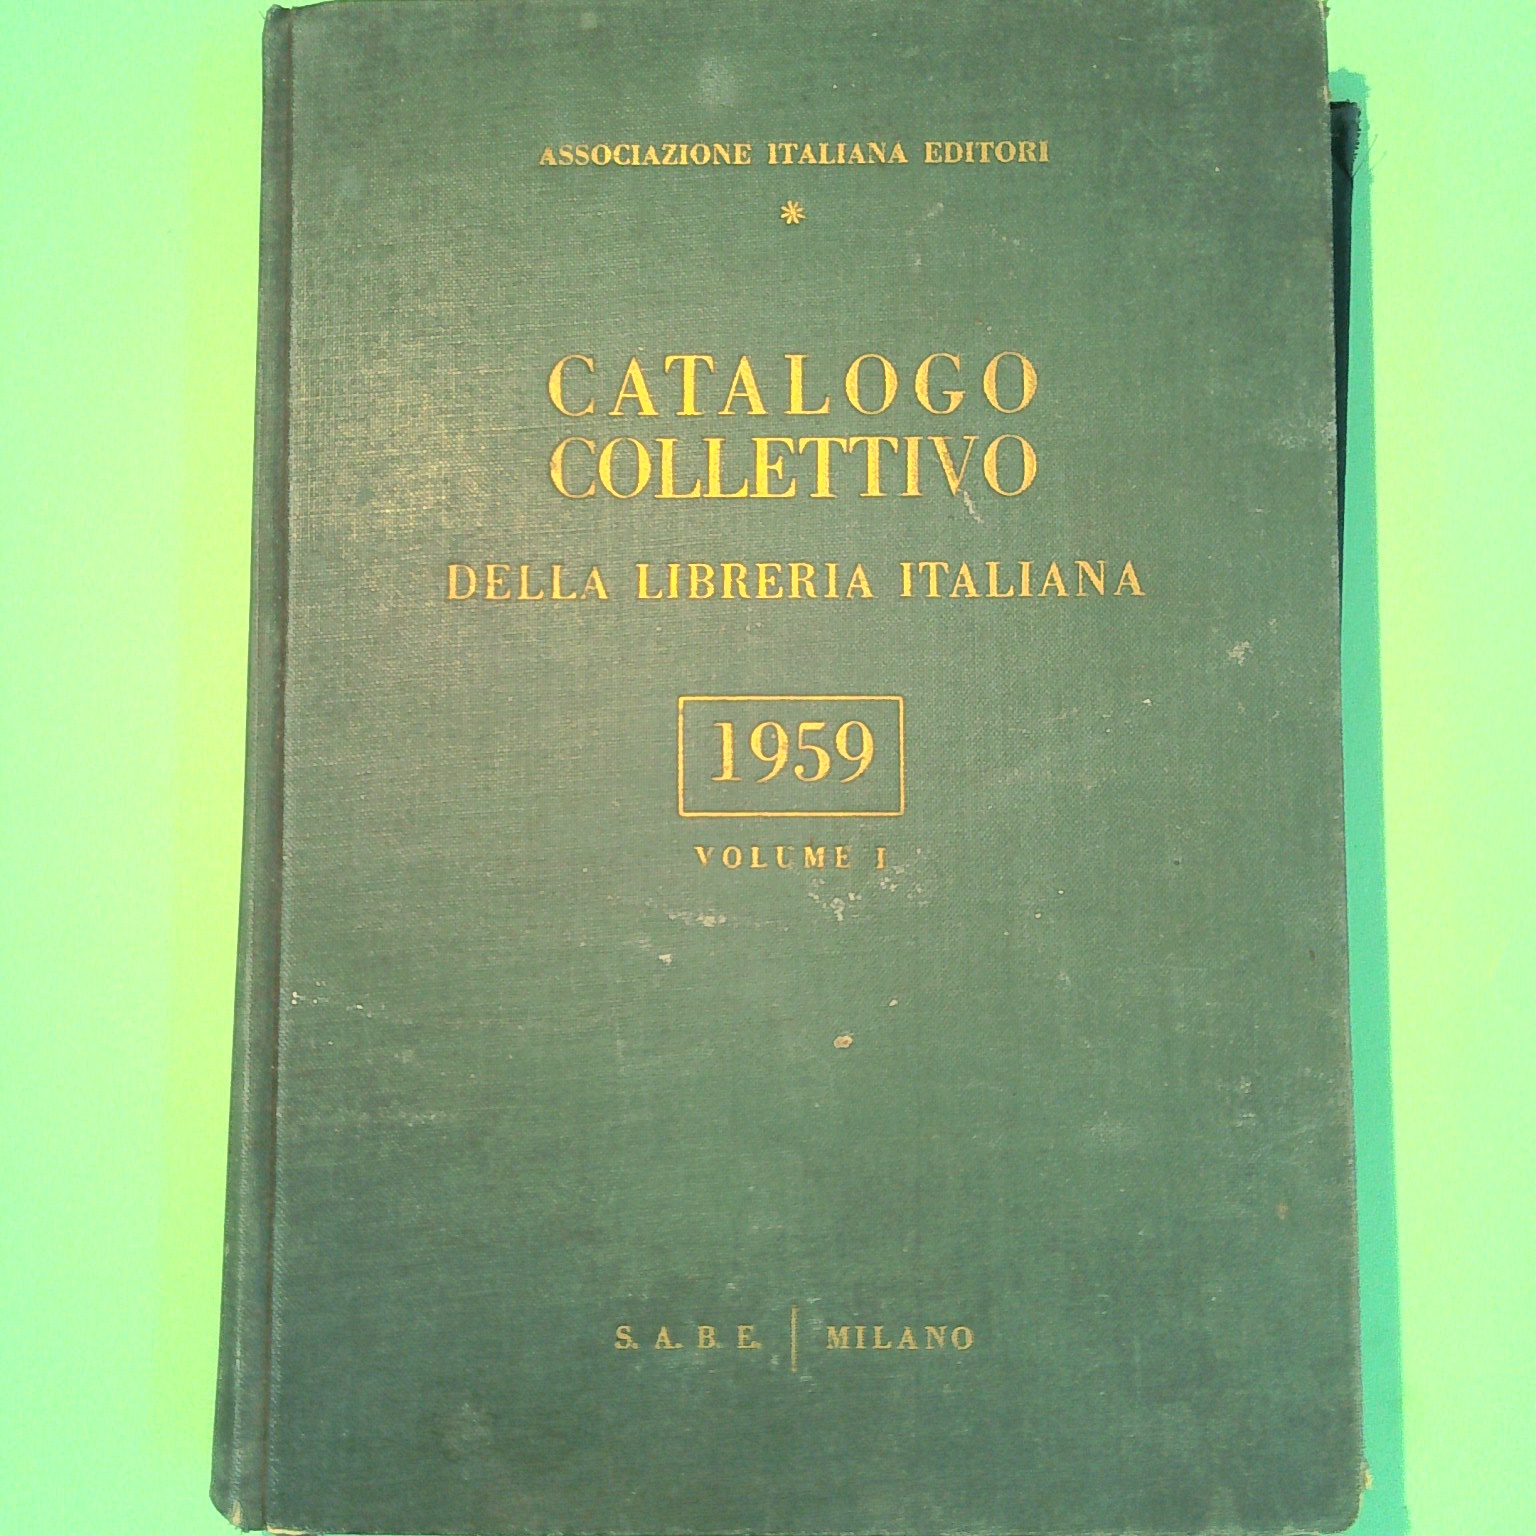 ASSOCIAZIONE ITALIANA EDITORI
*
CATALOGO
COLLETTIVO
DELLA LIBRERIA ITALIANA
1959
VOLUME I
S. A. B. E. | MILANO